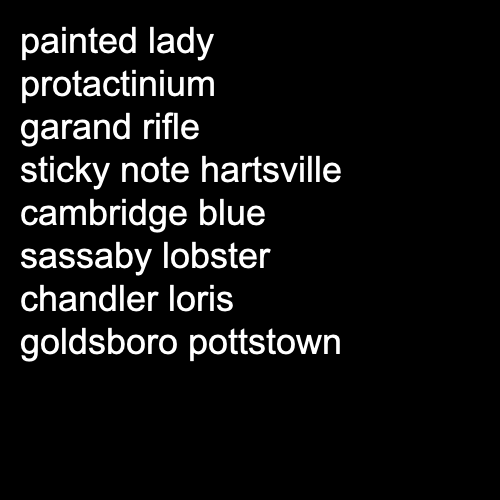 painted lady
protactinium
garand rifle
sticky note hartsville
cambridge blue
sassaby lobster
chandler loris
goldsboro pottstown